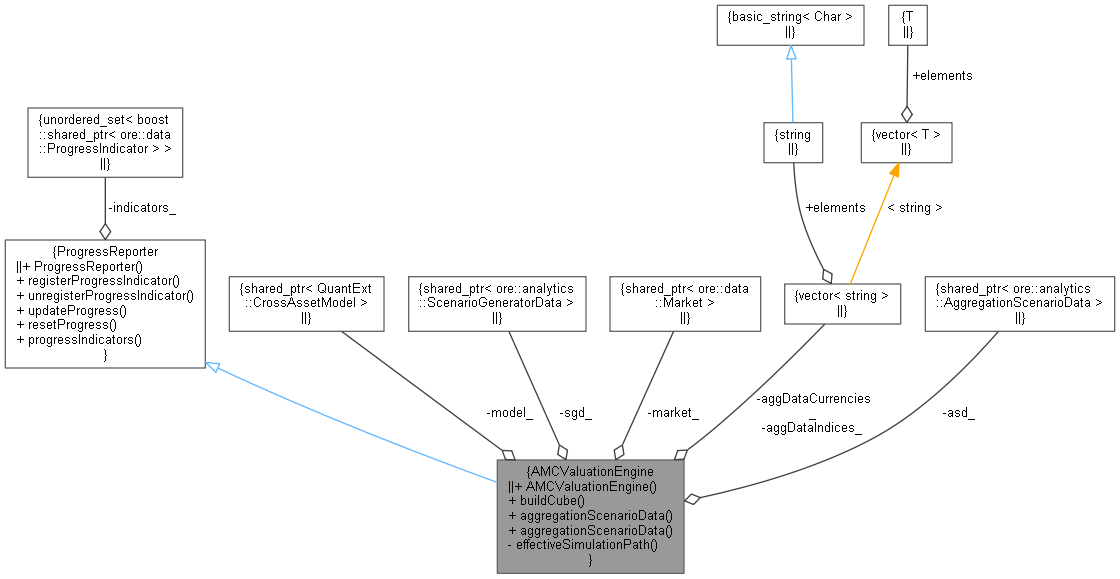 {basic_string< Char >
||}
{T
||}
+elements
{unordered_set< boost
::shared_ptr< ore::data
::ProgressIndicator > >
||}
{string
||}
{vector< T >
||}
-indicators_
+elements
< string >
{ProgressReporter
||+ ProgressReporter()
+ registerProgressIndicator()
+ unregisterProgressIndicator()
+ updateProgress()
+ resetProgress()
+ progressIndicators()
}
{shared_ptr< QuantExt
::CrossAssetModel >
||}
{shared_ptr< ore::analytics
::ScenarioGeneratorData >
||}
{shared_ptr< ore::data
::Market >
||}
{vector< string >
||}
{shared_ptr< ore::analytics
::AggregationScenarioData >
||}
-model_
-sgd_
-market_
-aggDataCurrencies
_
-aggDataIndices_
-asd_
{AMCValuationEngine
||+ AMCValuationEngine()
+ buildCube()
+ aggregationScenarioData()
+ aggregationScenarioData()
- effectiveSimulationPath()
}